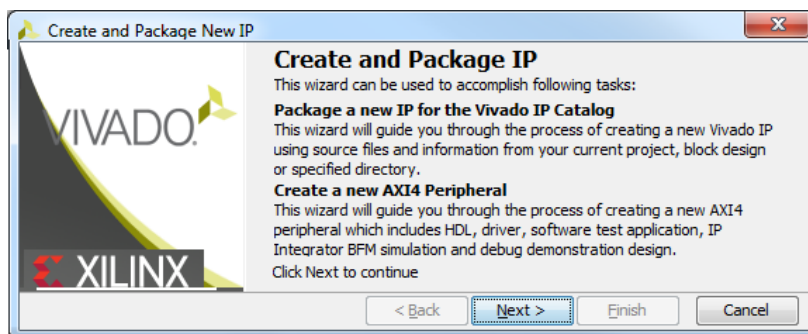 Create and Package New IP
Create and Package IP
This wizard can be used to accomplish following tasks:
Package a new IP for the Vivado IP Catalog
This wizard will guide you through the process of creating a new Vivado IP
using source files and information from your current project, block design
or specified directory.
Create a new AXI4 Peripheral
This wizard will guide you through the process of creating a new AXI4
peripheral which includes HDL, driver, software test application, IP
Integrator BFM simulation and debug demonstration design.
Click Next to continue
VIVADO.
XILINX
< Back
Next >
Finish
Cancel